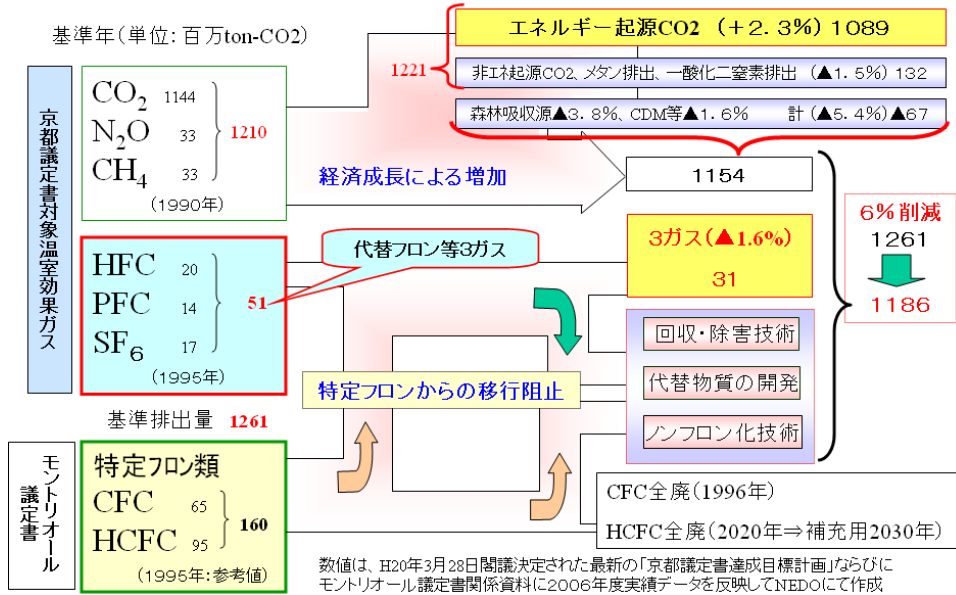 基準年(単位:百万ton-CO2)
京都議定書対象温室効果ガス
CO₂ 1144
N₂O 33
CH₄ 33
1210
(1990年)
エネルギー起源CO2 (+2.3%) 1089
1221
非エネ起源CO2、メタン排出、一酸化二窒素排出 (▲1.5%) 132
森林吸収源▲3.8%、CDM等▲1.6% 計 (▲5.4%)▲67
経済成長による増加
1154
HFC 20
PFC 14
SF₆ 17
51
(1995年)
代替フロン等3ガス
3ガス(▲1.6%)
31
6%削減
1261
1186
回収・除害技術
代替物質の開発
ノンフロン化技術
特定フロンからの移行阻止
基準排出量 1261
モントリオール
議定書
特定フロン類
CFC 65
HCFC 95
160
(1995年:参考値)
CFC全廃(1996年)
HCFC全廃(2020年⇒補充用2030年)
数値は、H20年3月28日閣議決定された最新の「京都議定書達成目標計画」ならびに
モントリオール議定書関係資料に2006年度実績データを反映してNEDOにて作成